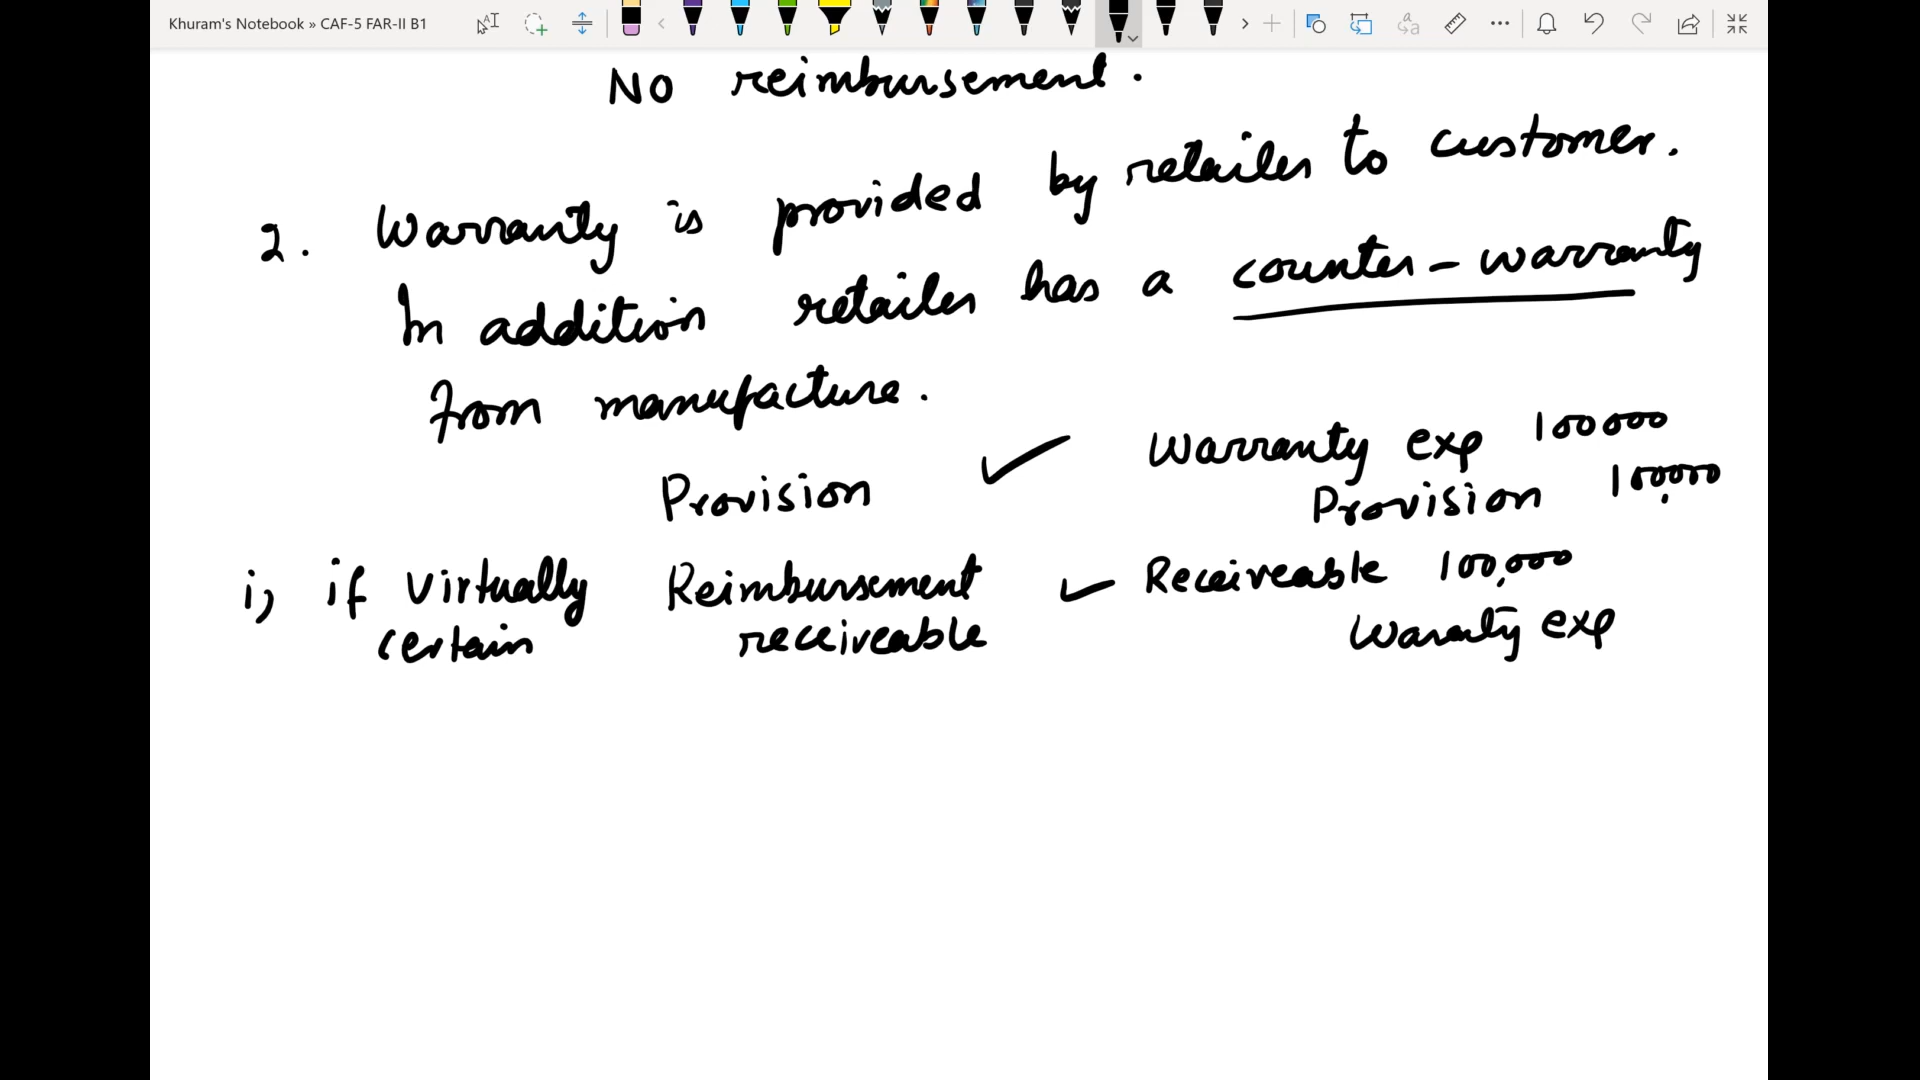 Khuram's Notebook » CAF-5 FAR-II B1
No reimbursement.
2. Warranty is provided by retailer to customer.
In addition retailer has a counter-warranty
from manufacture.
Provision ✓ Warranty exp 100000
Provision 100,000
i, if virtually Reimbursement ✓ Receiveable 100,000
certain receiveable Waranty exp